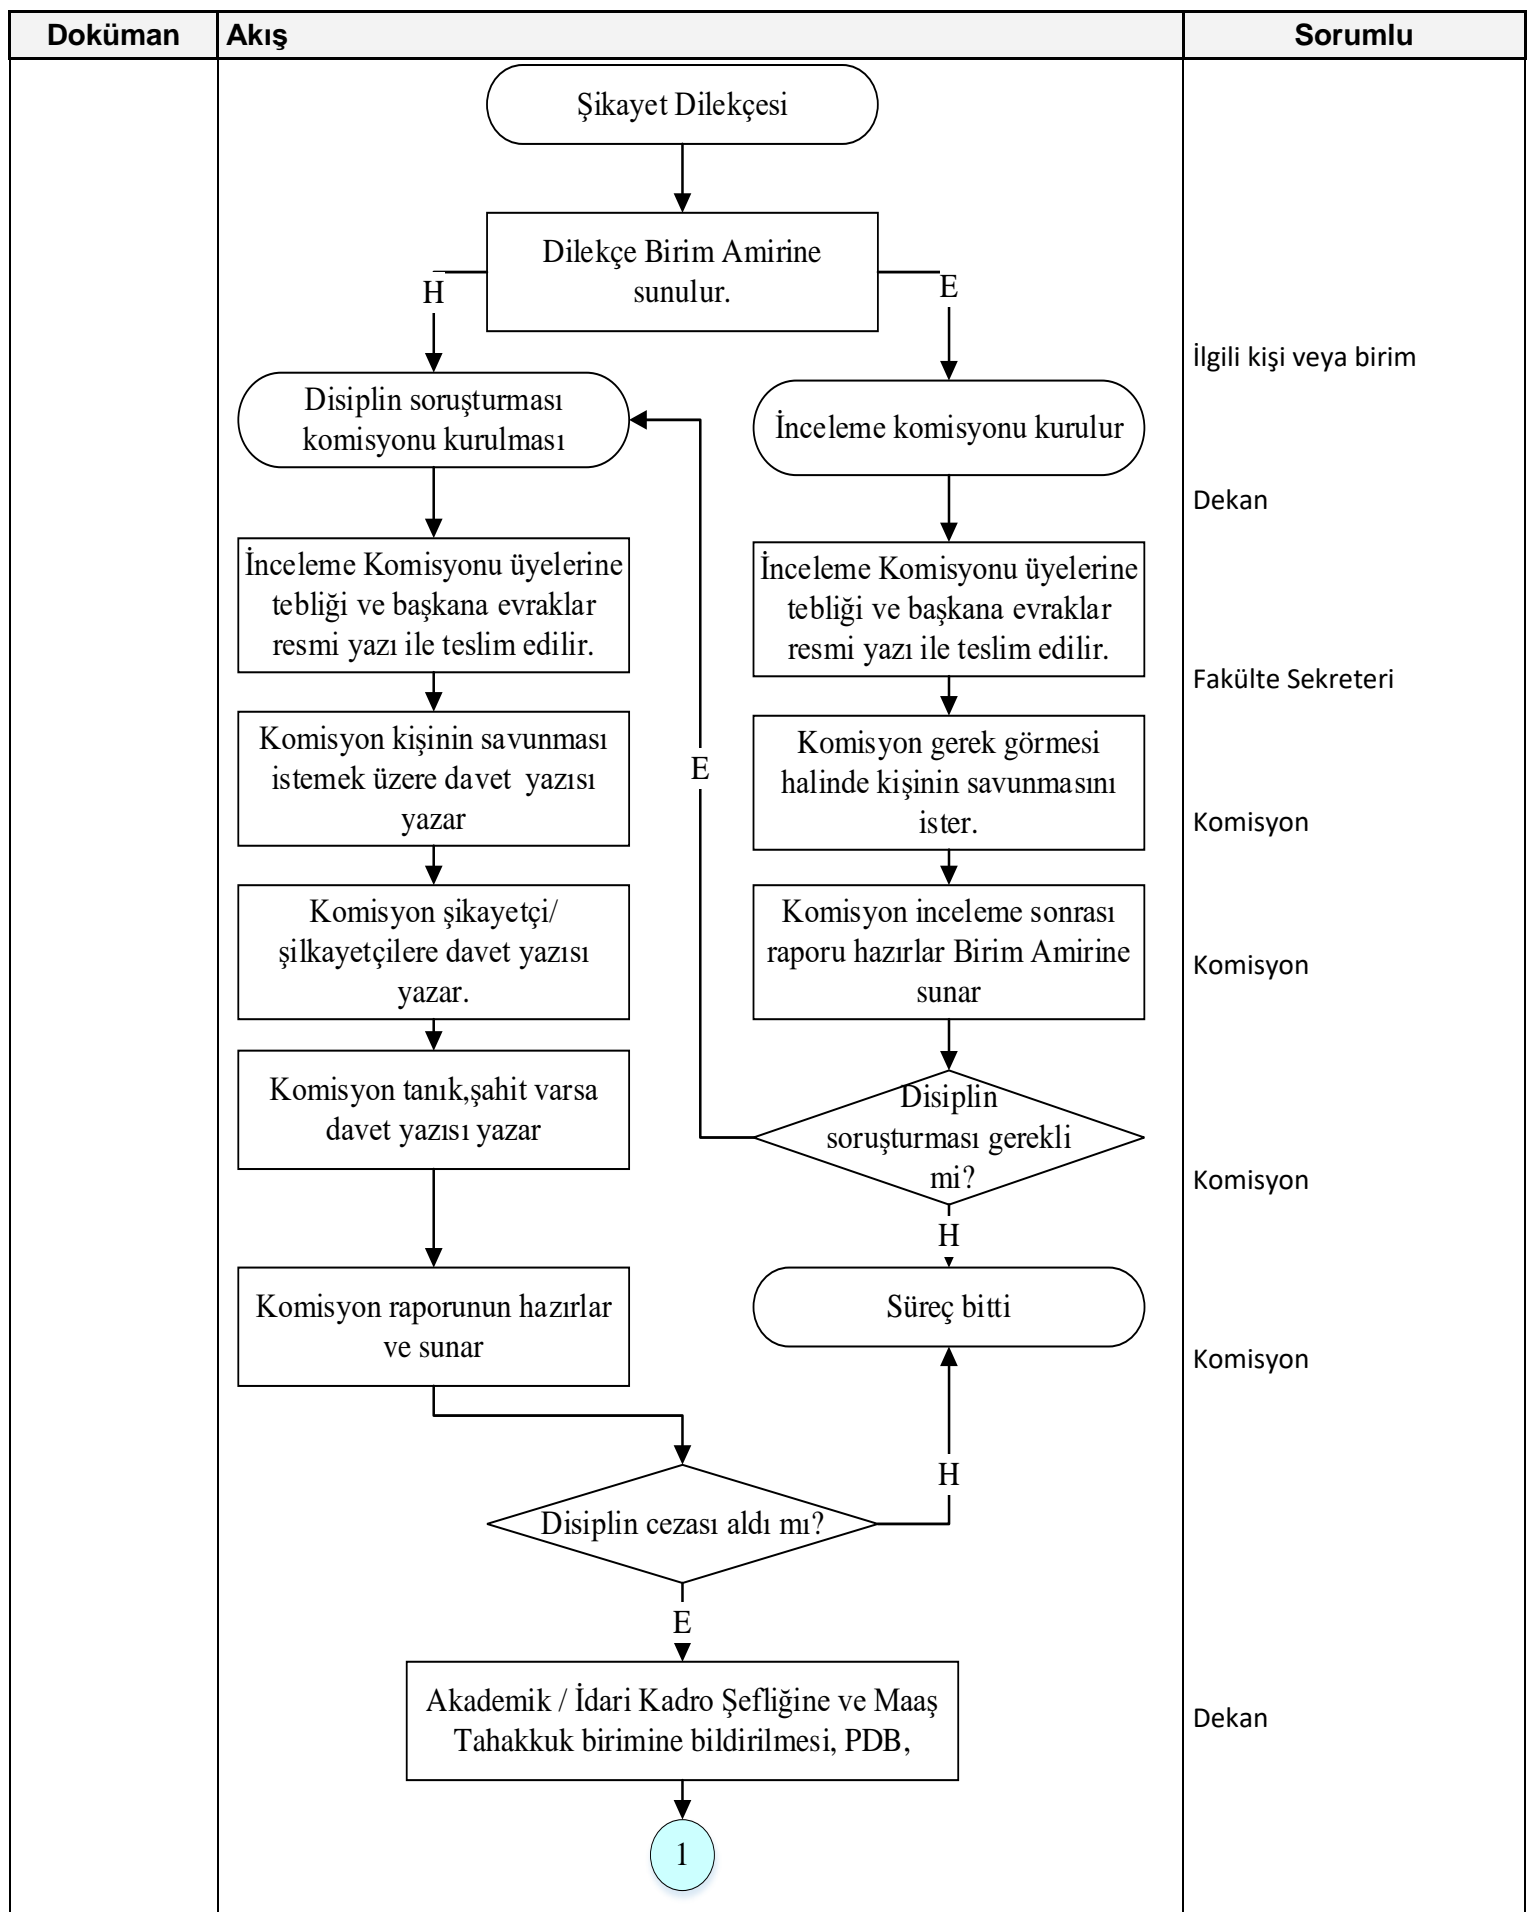 Doküman
Akış
Sorumlu
Şikayet Dilekçesi
Dilekçe Birim Amirine
sunulur.
H
E
İlgili kişi veya birim
Disiplin soruşturması
komisyonu kurulması
İnceleme komisyonu kurulur
Dekan
İnceleme Komisyonu üyelerine
tebliği ve başkana evraklar
resmi yazı ile teslim edilir.
İnceleme Komisyonu üyelerine
tebliği ve başkana evraklar
resmi yazı ile teslim edilir.
Fakülte Sekreteri
Komisyon kişinin savunması
istemek üzere davet  yazısı
yazar
E
Komisyon gerek görmesi
halinde kişinin savunmasını
ister.
Komisyon
Komisyon şikayetçi/
şilkayetçilere davet yazısı
yazar.
Komisyon inceleme sonrası
raporu hazırlar Birim Amirine
sunar
Komisyon
Komisyon tanık,şahit varsa
davet yazısı yazar
Disiplin
soruşturması gerekli
mi?
Komisyon
H
Komisyon raporunun hazırlar
ve sunar
Süreç bitti
Komisyon
H
Disiplin cezası aldı mı?
E
Akademik / İdari Kadro Şefliğine ve Maaş
Tahakkuk birimine bildirilmesi, PDB,
Dekan
1